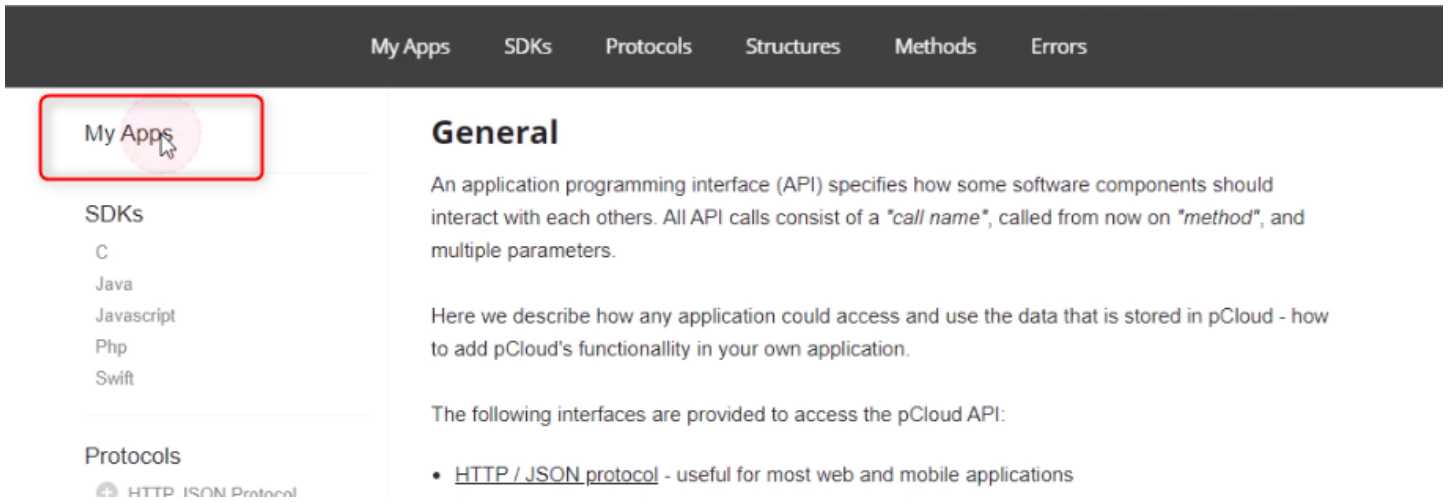 My Apps SDKs Protocols Structures Methods Errors
My Apps
SDKs
C
Java
Javascript
Php
Swift
Protocols
HTTP JSON Protocol
General
An application programming interface (API) specifies how some software components should
interact with each others. All API calls consist of a "call name", called from now on "method", and
multiple parameters.
Here we describe how any application could access and use the data that is stored in pCloud - how
to add pCloud's functionallity in your own application.
The following interfaces are provided to access the pCloud API:
• HTTP / JSON protocol - useful for most web and mobile applications